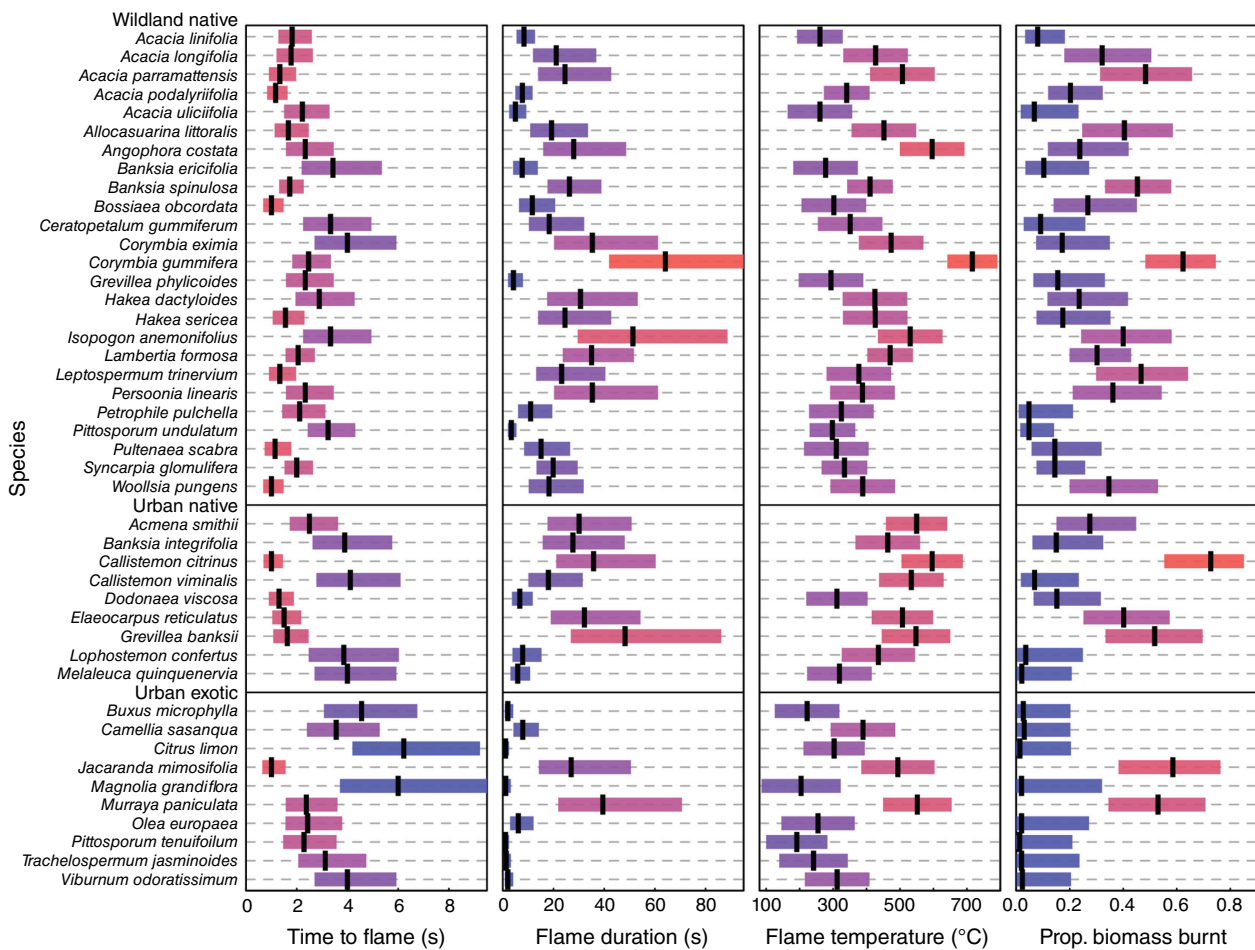 Wildland native
Acacia linifolia
Acacia longifolia
Acacia parramattensis
Acacia podalyriifolia
Acacia uliciifolia
Allocasuarina littoralis
Angophora costata
Banksia ericifolia
Banksia spinulosa
Bossiaea obcordata
Ceratopetalum gummiferum
Corymbia eximia
Corymbia gummifera
Grevillea phylicoides
Hakea dactyloides
Hakea sericea
Isopogon anemonifolius
Lambertia formosa
Leptospermum trinervium
Persoonia linearis
Petrophile pulchella
Pittosporum undulatum
Pultenaea scabra
Syncarpia glomulifera
Woollsia pungens
Species
Urban native
Acmena smithii
Banksia integrifolia
Callistemon citrinus
Callistemon viminalis
Dodonaea viscosa
Elaeocarpus reticulatus
Grevillea banksii
Lophostemon confertus
Melaleuca quinquenervia
Urban exotic
Buxus microphylla
Camellia sasanqua
Citrus limon
Jacaranda mimosifolia
Magnolia grandiflora
Murraya paniculata
Olea europaea
Pittosporum tenuifoilum
Trachelospermum jasminoides
Viburnum odoratissimum
0 2 4 6 8
0 20 40 60 80
100 300 500 700
0.0 0.2 0.4 0.6 0.8
Time to flame (s)
Flame duration (s)
Flame temperature (°C)
Prop. biomass burnt